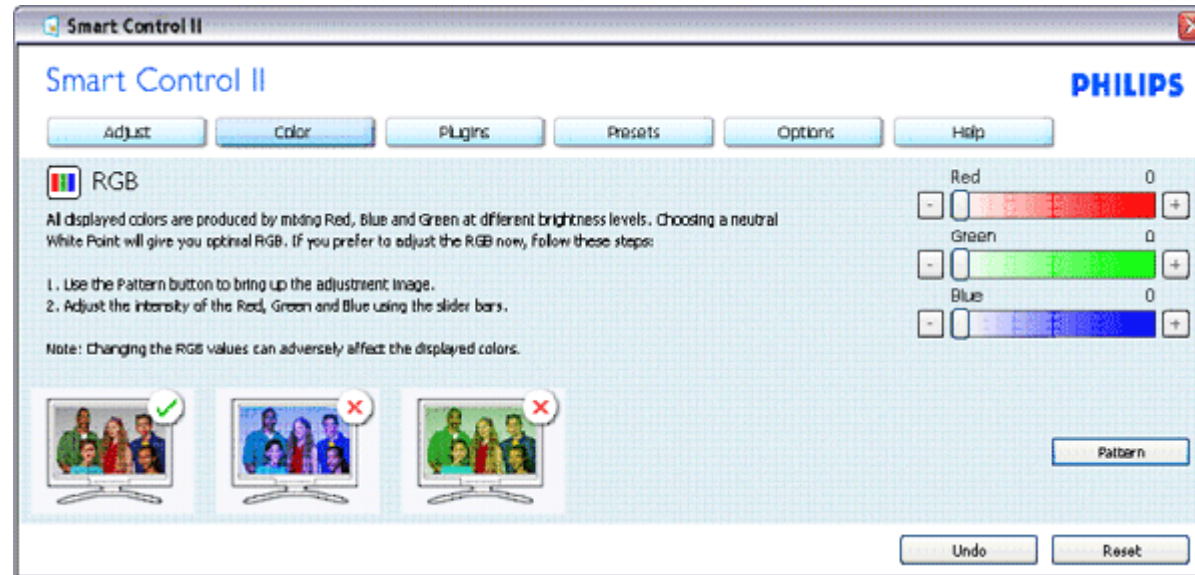 Smart Control II
Smart Control II
PHILIPS
Adjust Color Plugins Presets Options Help
RGB
All displayed colors are produced by mixing Red, Blue and Green at different brightness levels. Choosing a neutral
White Point will give you optimal RGB. If you prefer to adjust the RGB now, follow these steps:
1. Use the Pattern button to bring up the adjustment image.
2. Adjust the intensity of the Red, Green and Blue using the slider bars.
Note: Changing the RGB values can adversely affect the displayed colors.
Red 0
- +
Green 0
- +
Blue 0
- +
Pattern
Undo Reset